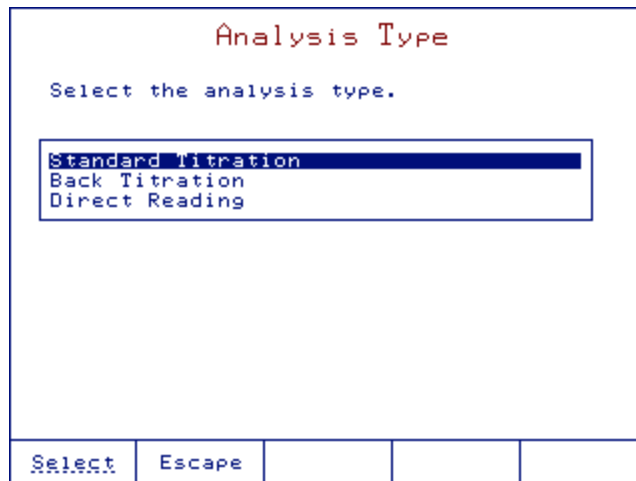 Analysis Type
Select the analysis type.
Standard Titration
Back Titration
Direct Reading
Select Escape